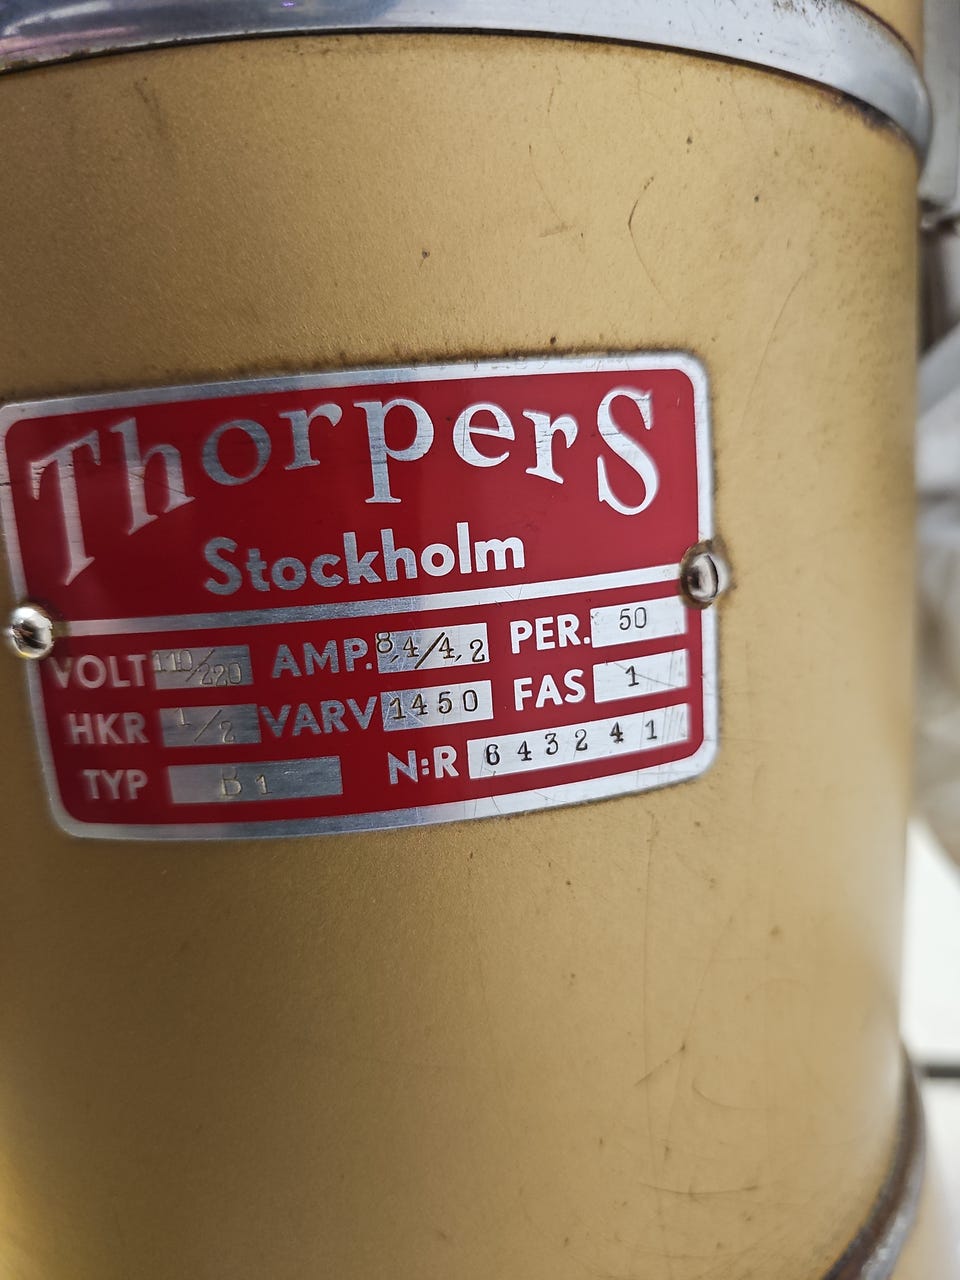 Thorpers
Stockholm
VOLT 110/220 AMP. 8,4/4,2 PER. 50
HKR 1/2 VARV 1450 FAS 1
TYP B1 N:R 643241